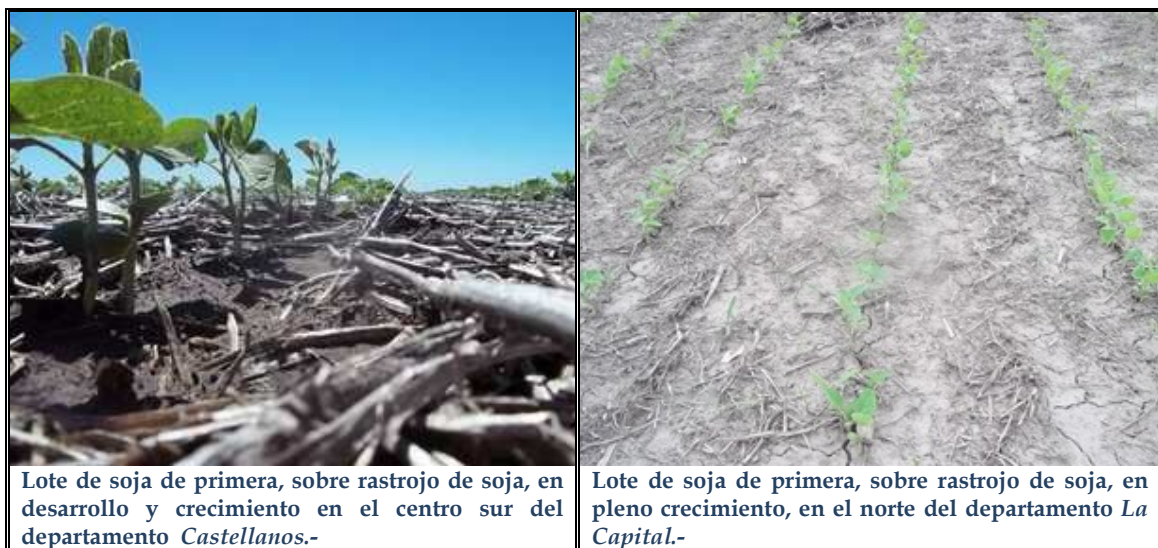 Lote de soja de primera, sobre rastrojo de soja, en
desarrollo y crecimiento en el centro sur del
departamento Castellanos.-
Lote de soja de primera, sobre rastrojo de soja, en
pleno crecimiento, en el norte del departamento La
Capital.-